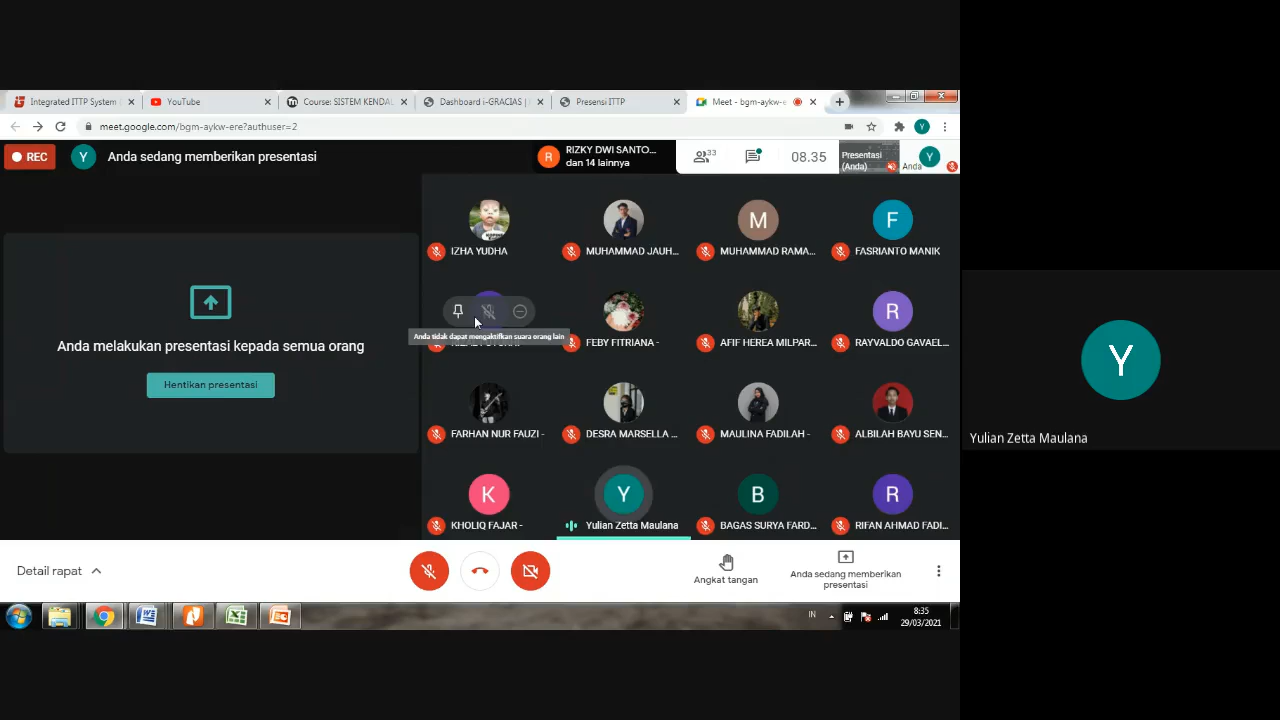 Integrated ITTP System
YouTube
Course: SISTEM KENDAL
Dashboard i-GRACIAS |
Presensi ITTP
Meet - bgm-aykw-e
meet.google.com/bgm-aykw-ere?authuser=2
REC
Y
Anda sedang memberikan presentasi
R
RIZKY DWI SANTO...
dan 14 lainnya
33
08.35
Presentasi
(Anda)
Y
Anda
IZHA YUDHA
MUHAMMAD JAUH...
M
MUHAMMAD RAMA...
F
FASRIANTO MANIK
Anda melakukan presentasi kepada semua orang
Hentikan presentasi
Anda tidak dapat mengaktifkan suara orang lain
FEBY FITRIANA -
AFIF HEREA MILPAR...
R
RAYVALDO GAVAEL...
FARHAN NUR FAUZI -
DESRA MARSELLA ...
MAULINA FADILAH -
ALBILAH BAYU SEN...
K
KHOLIQ FAJAR -
Y
Yulian Zetta Maulana
B
BAGAS SURYA FARD...
R
RIFAN AHMAD FADI...
Y
Yulian Zetta Maulana
Detail rapat
Angkat tangan
Anda sedang memberikan
presentasi
IN
8:35
29/03/2021